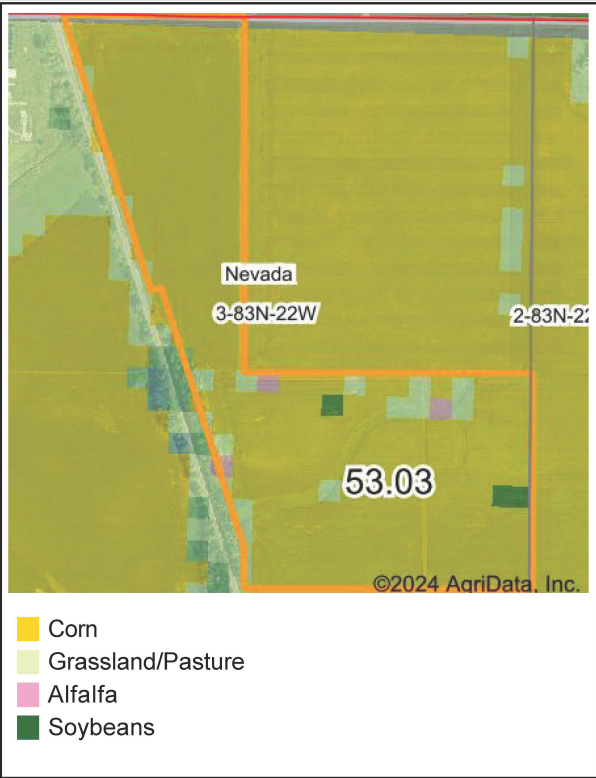 Nevada
3-83N-22W
2-83N-22
53.03
©2024 AgriData, Inc.
Corn
Grassland/Pasture
Alfalfa
Soybeans